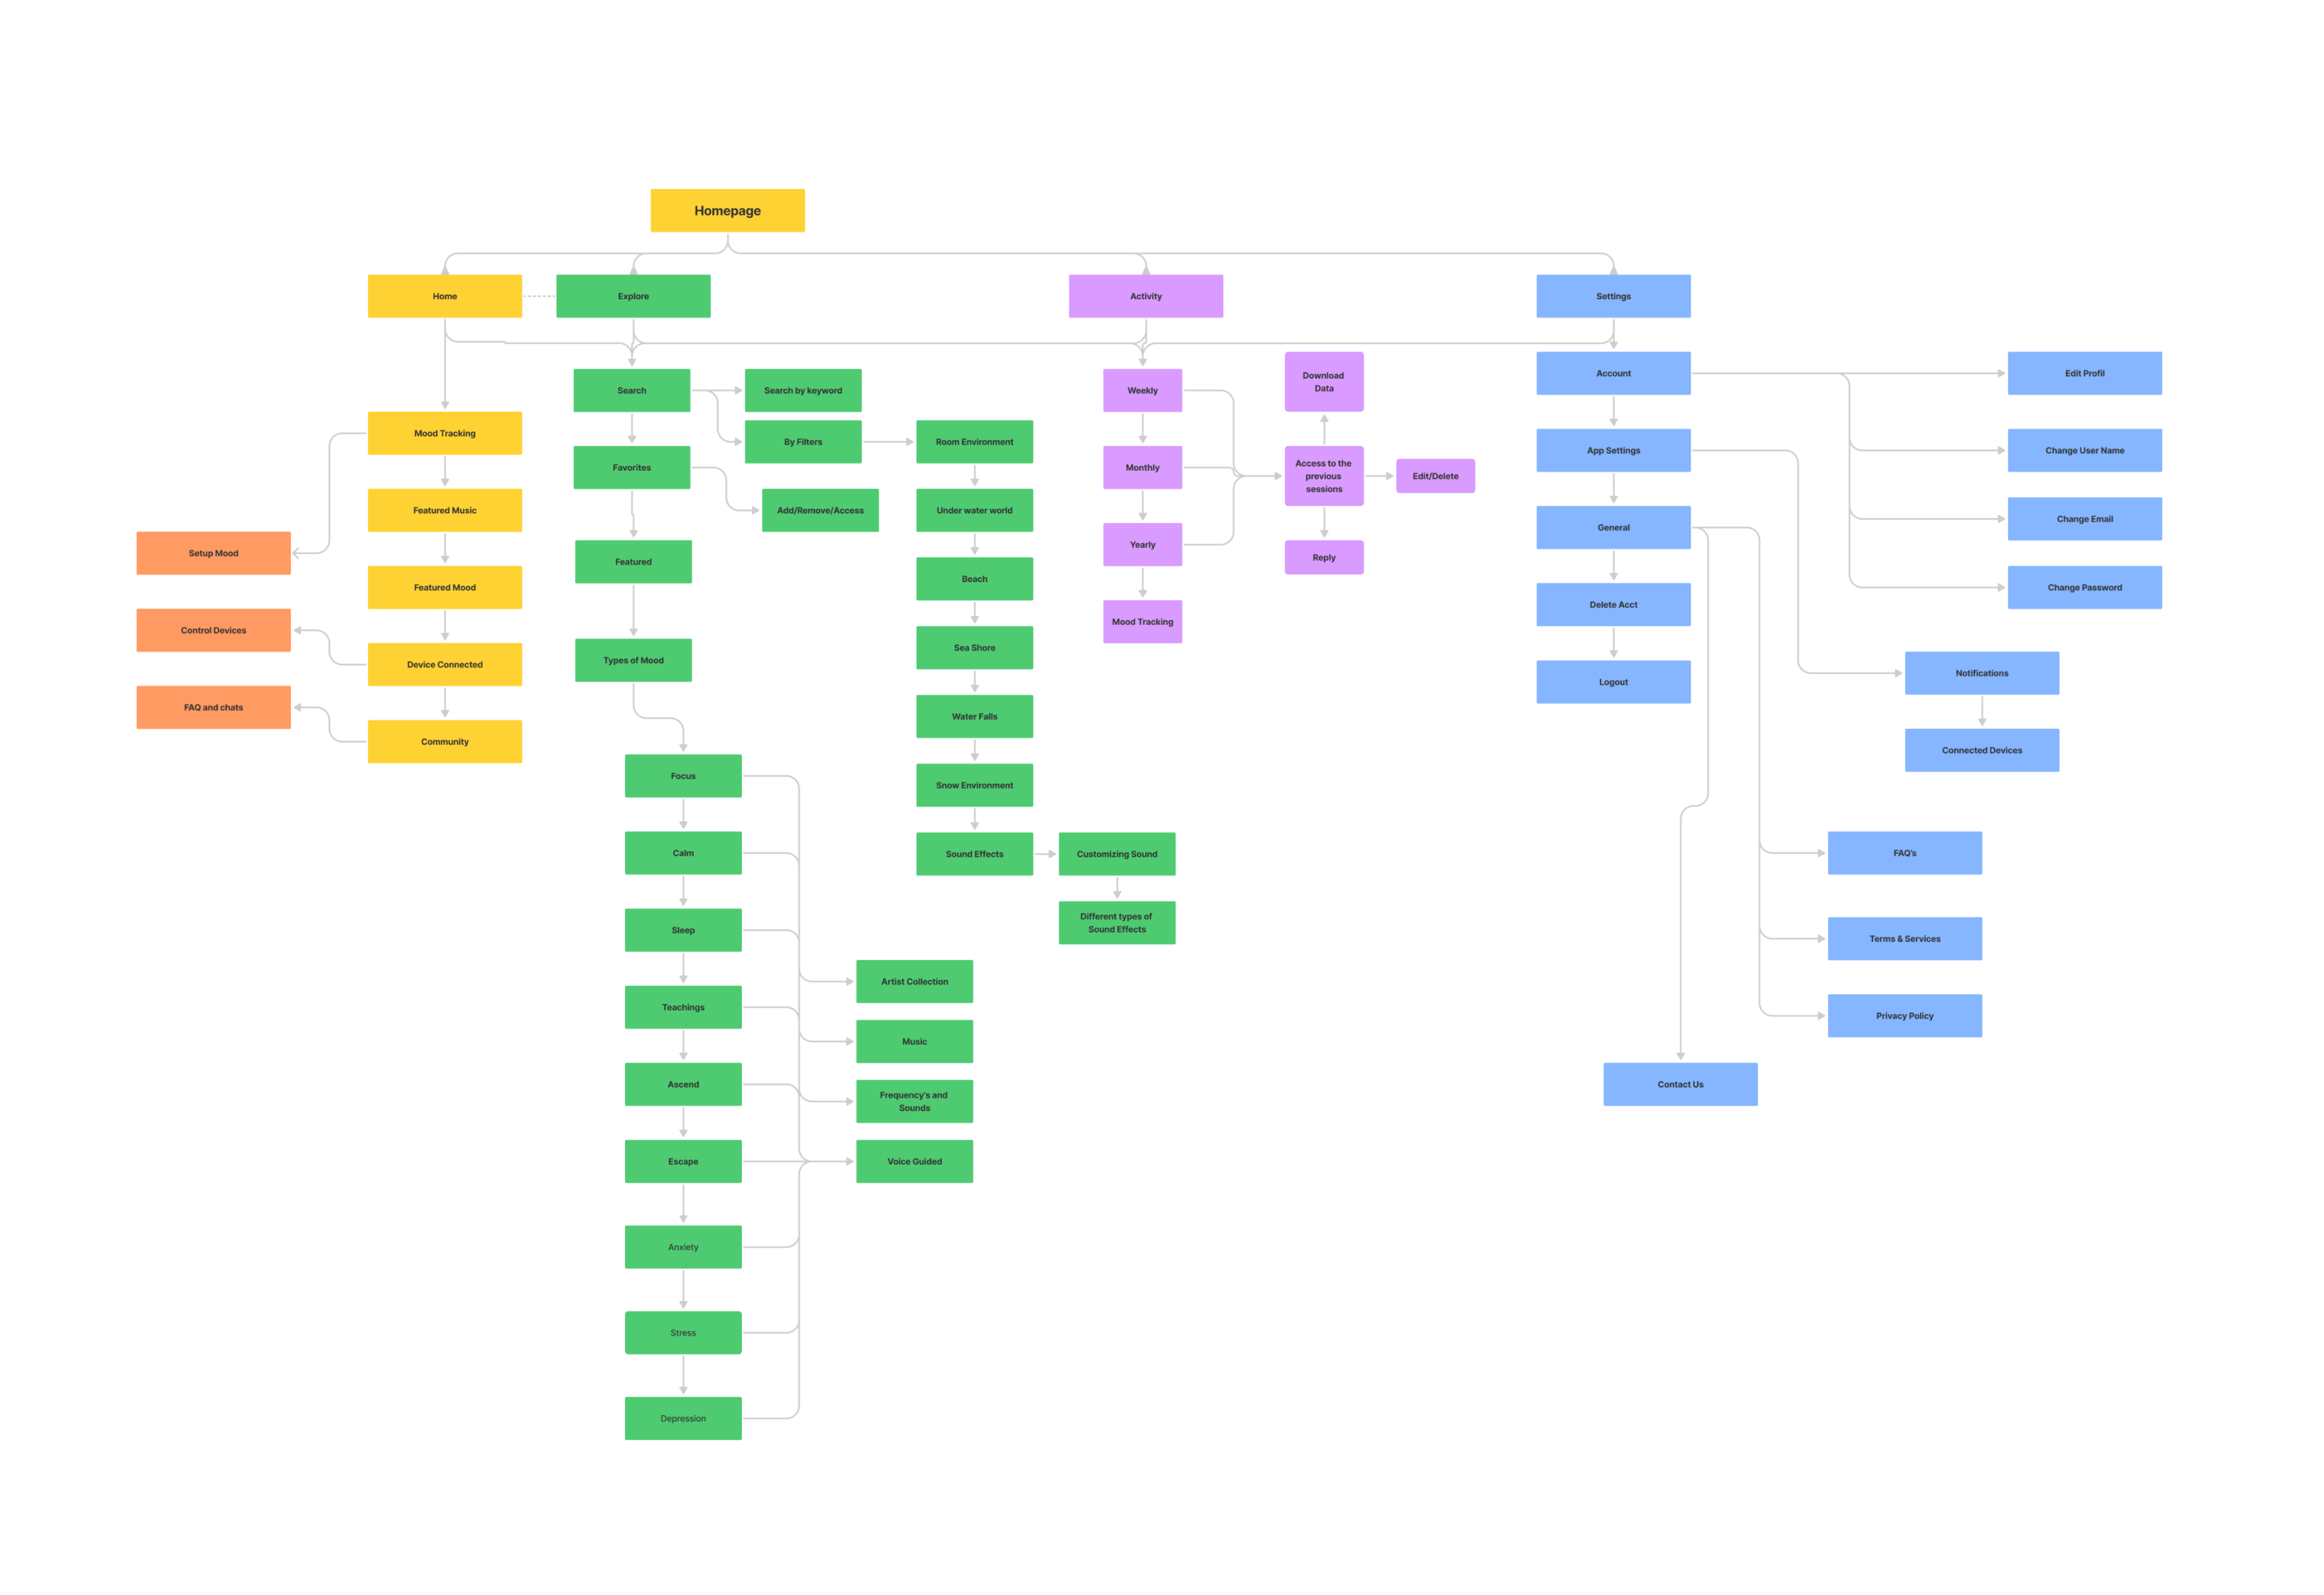 Homepage
Home
Explore
Activity
Settings
Mood Tracking
Featured Music
Featured Mood
Device Connected
Community
Setup Mood
Control Devices
FAQ and chats
Search
Favorites
Featured
Types of Mood
Search by keyword
By Filters
Add/Remove/Access
Room Environment
Under water world
Beach
Sea Shore
Water Falls
Snow Environment
Sound Effects
Customizing Sound
Different types of
Sound Effects
Focus
Calm
Sleep
Teachings
Ascend
Escape
Anxiety
Stress
Depression
Artist Collection
Music
Frequency's and
Sounds
Voice Guided
Weekly
Monthly
Yearly
Mood Tracking
Download
Data
Access to the
previous
sessions
Edit/Delete
Reply
Account
App Settings
General
Delete Acct
Logout
Edit Profil
Change User Name
Change Email
Change Password
Notifications
Connected Devices
FAQ's
Terms & Services
Privacy Policy
Contact Us